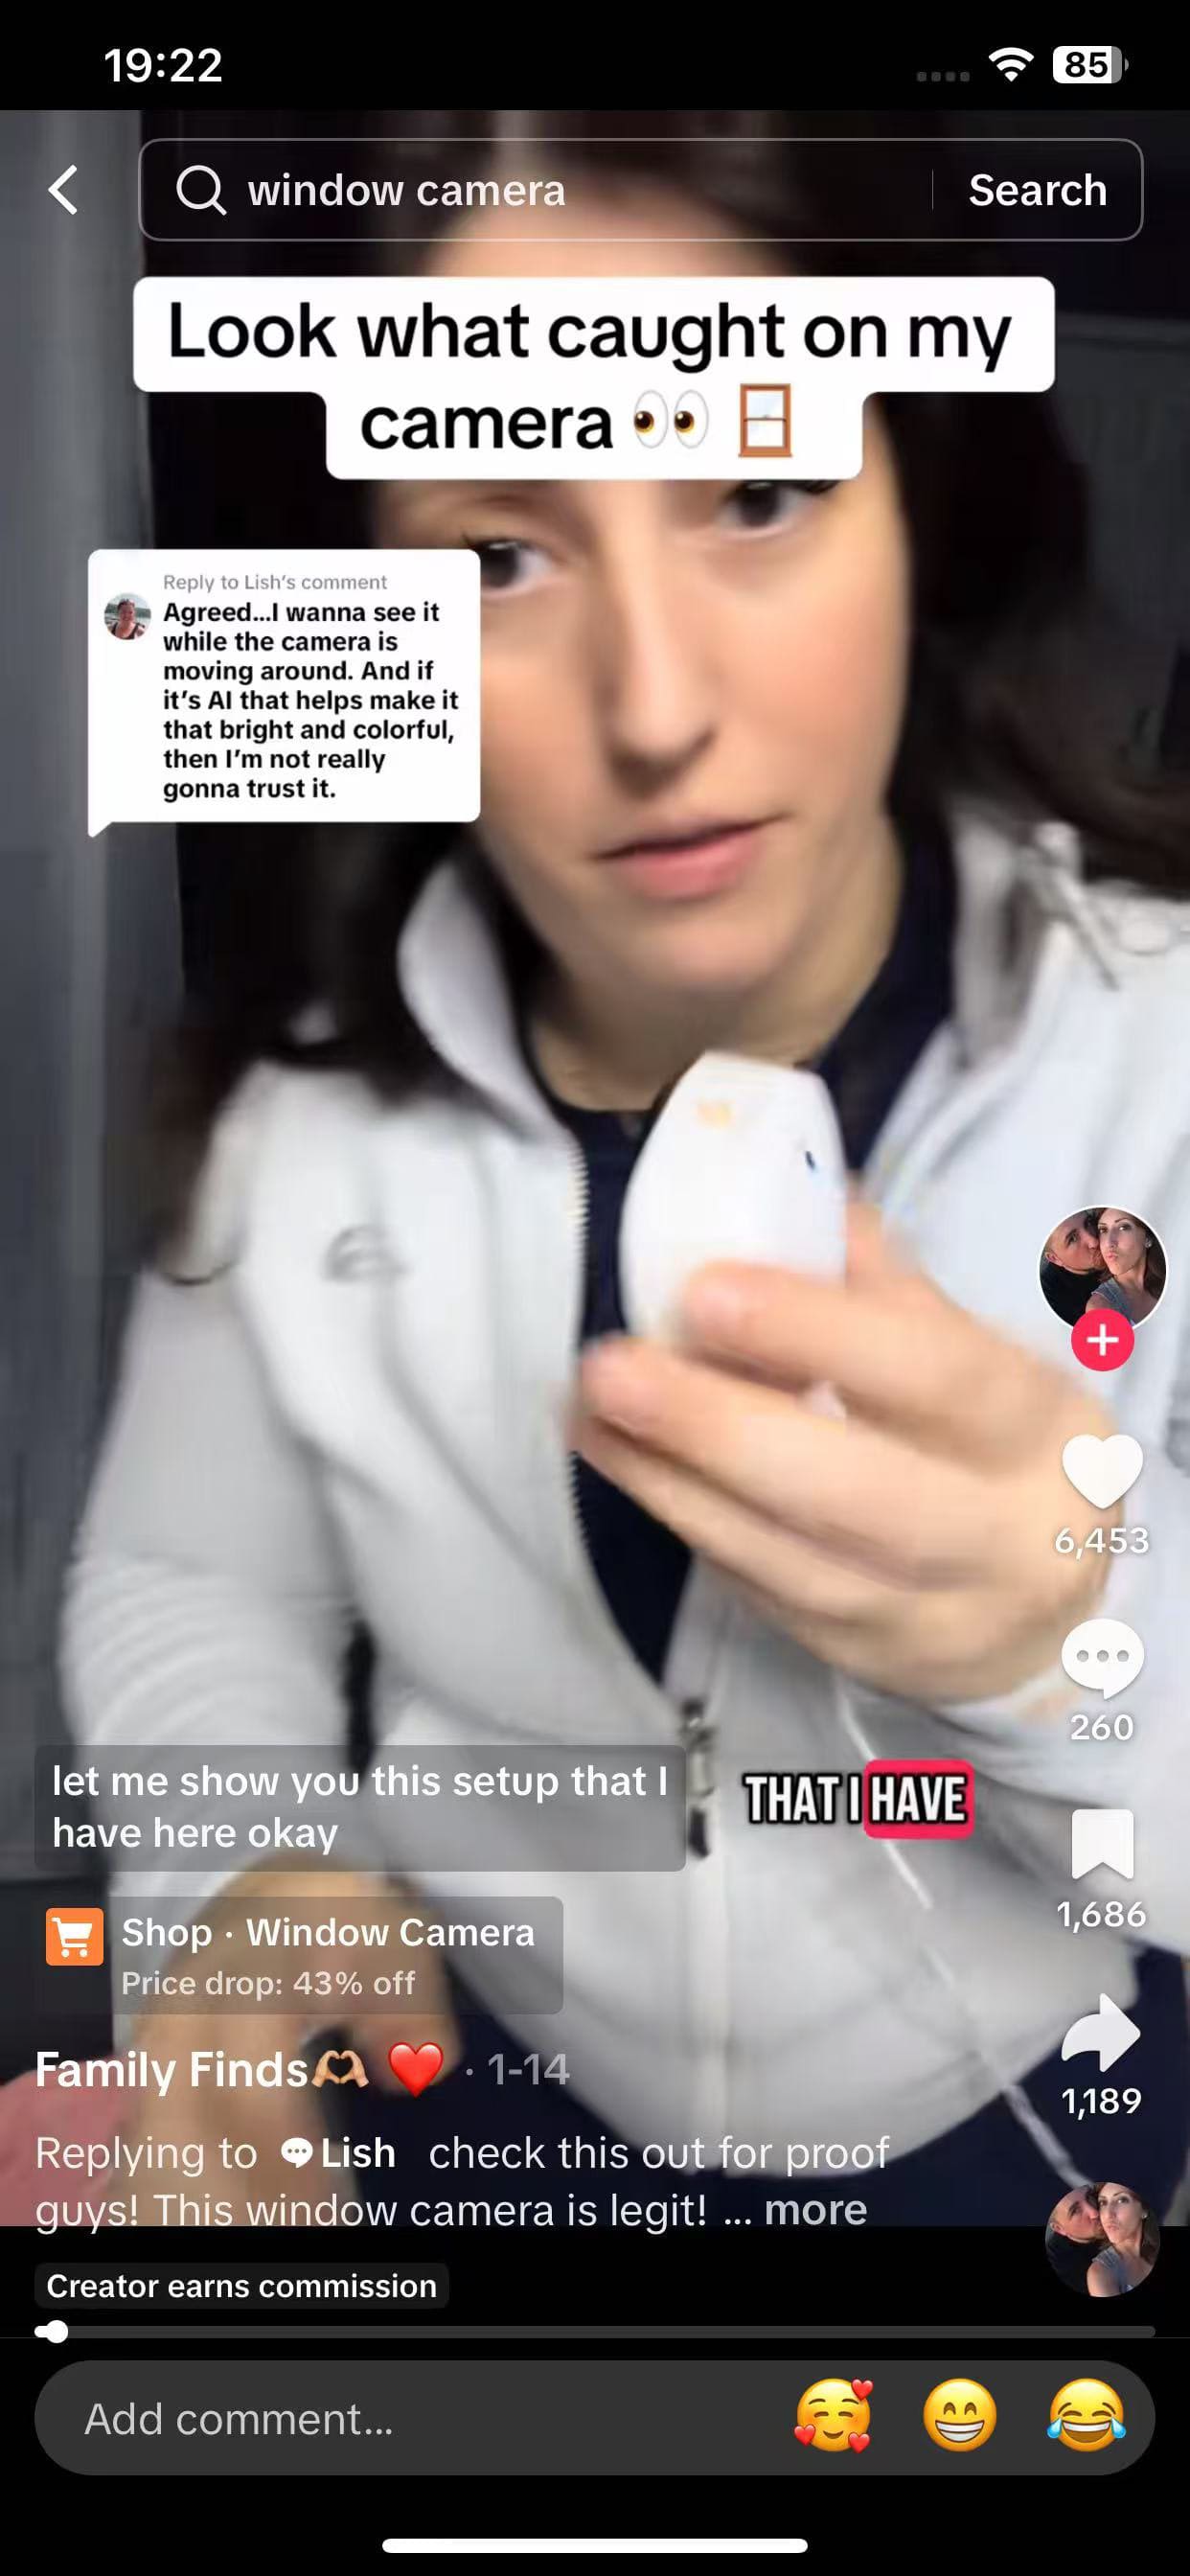 19:22
85
window camera
Search
Look what caught on my
camera 👀 🪟
Reply to Lish's comment
Agreed...I wanna see it
while the camera is
moving around. And if
it's AI that helps make it
that bright and colorful,
then I'm not really
gonna trust it.
6,453
260
let me show you this setup that I
have here okay
THAT I HAVE
1,686
Shop · Window Camera
Price drop: 43% off
Family Finds🫶🏼 ❤️ · 1-14
1,189
Replying to 💬Lish check this out for proof
guys! This window camera is legit! ... more
Creator earns commission
Add comment...
🥰 😁 😂